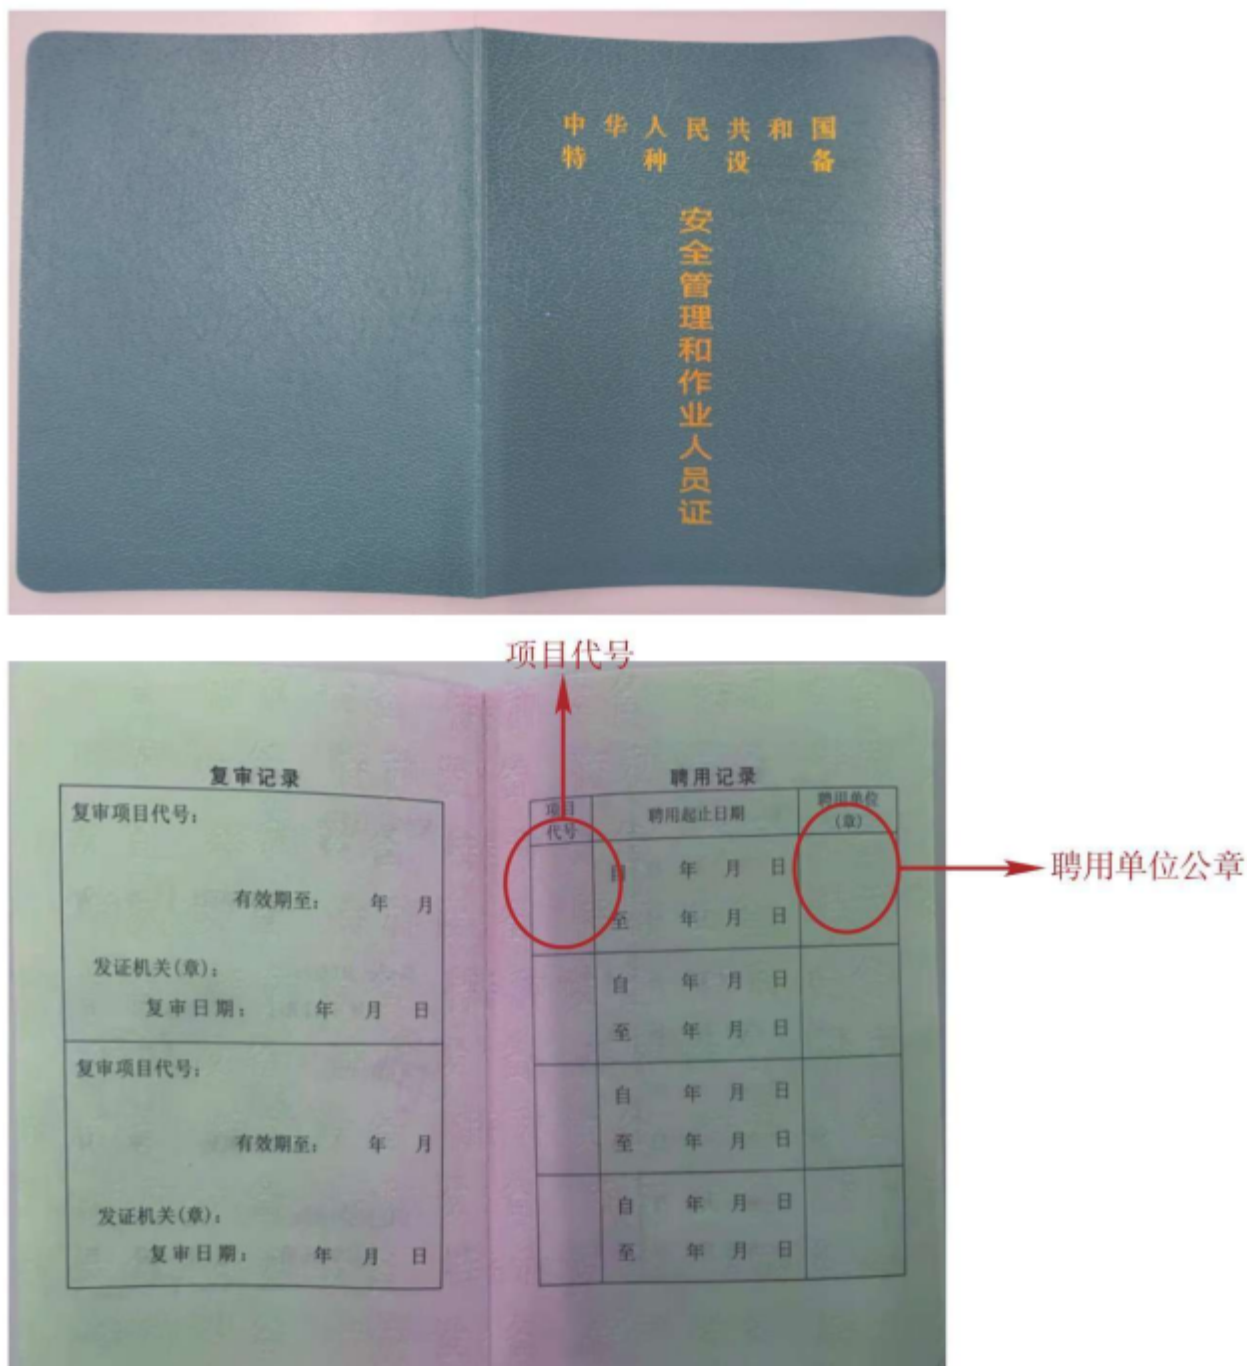 中华人民共和国
特种设备
安全管理和作业人员证
项目代号
复审记录
复审项目代号：
有效期至： 年 月
发证机关(章)：
复审日期： 年 月 日
复审项目代号：
有效期至： 年 月
发证机关(章)：
复审日期： 年 月 日
聘用记录
项目代号 聘用起止日期 聘用单位（章）
自 年 月 日
至 年 月 日
自 年 月 日
至 年 月 日
自 年 月 日
至 年 月 日
自 年 月 日
至 年 月 日
聘用单位公章